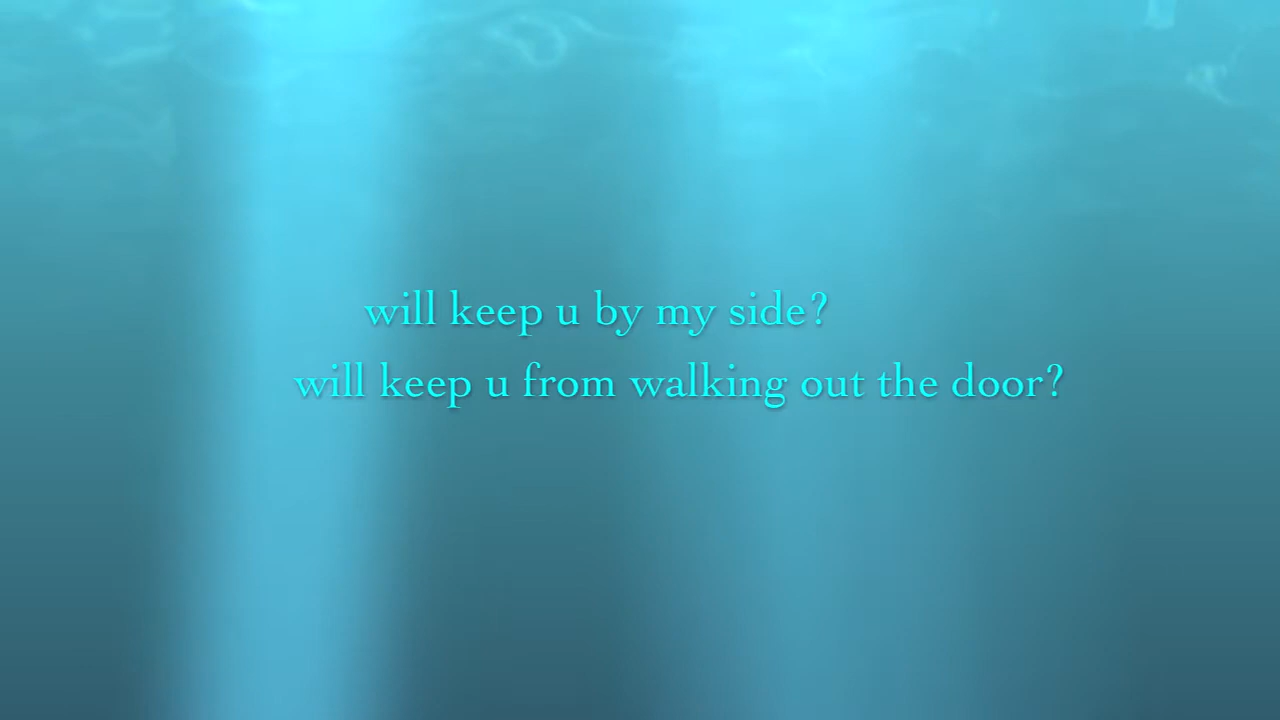 will keep u by my side?
will keep u from walking out the door?